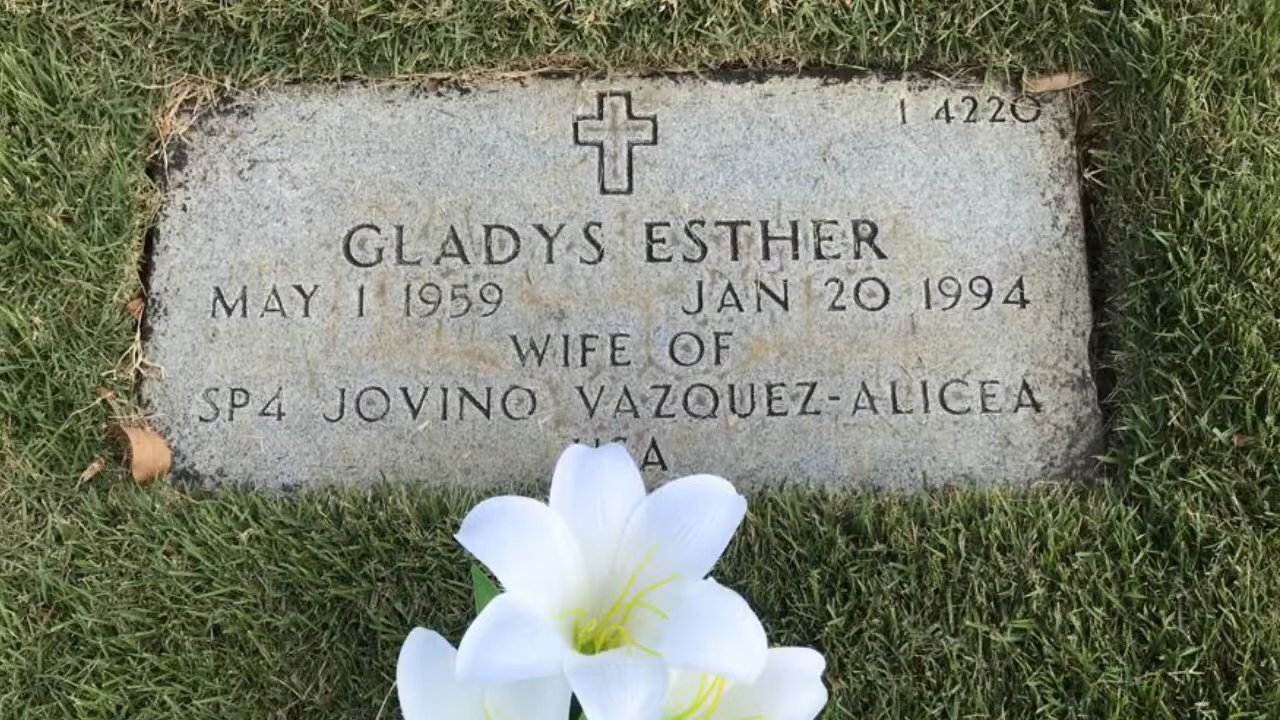 I 4220
GLADYS ESTHER
MAY 1 1959 JAN 20 1994
WIFE OF
SP4 JOVINO VAZQUEZ-ALICEA